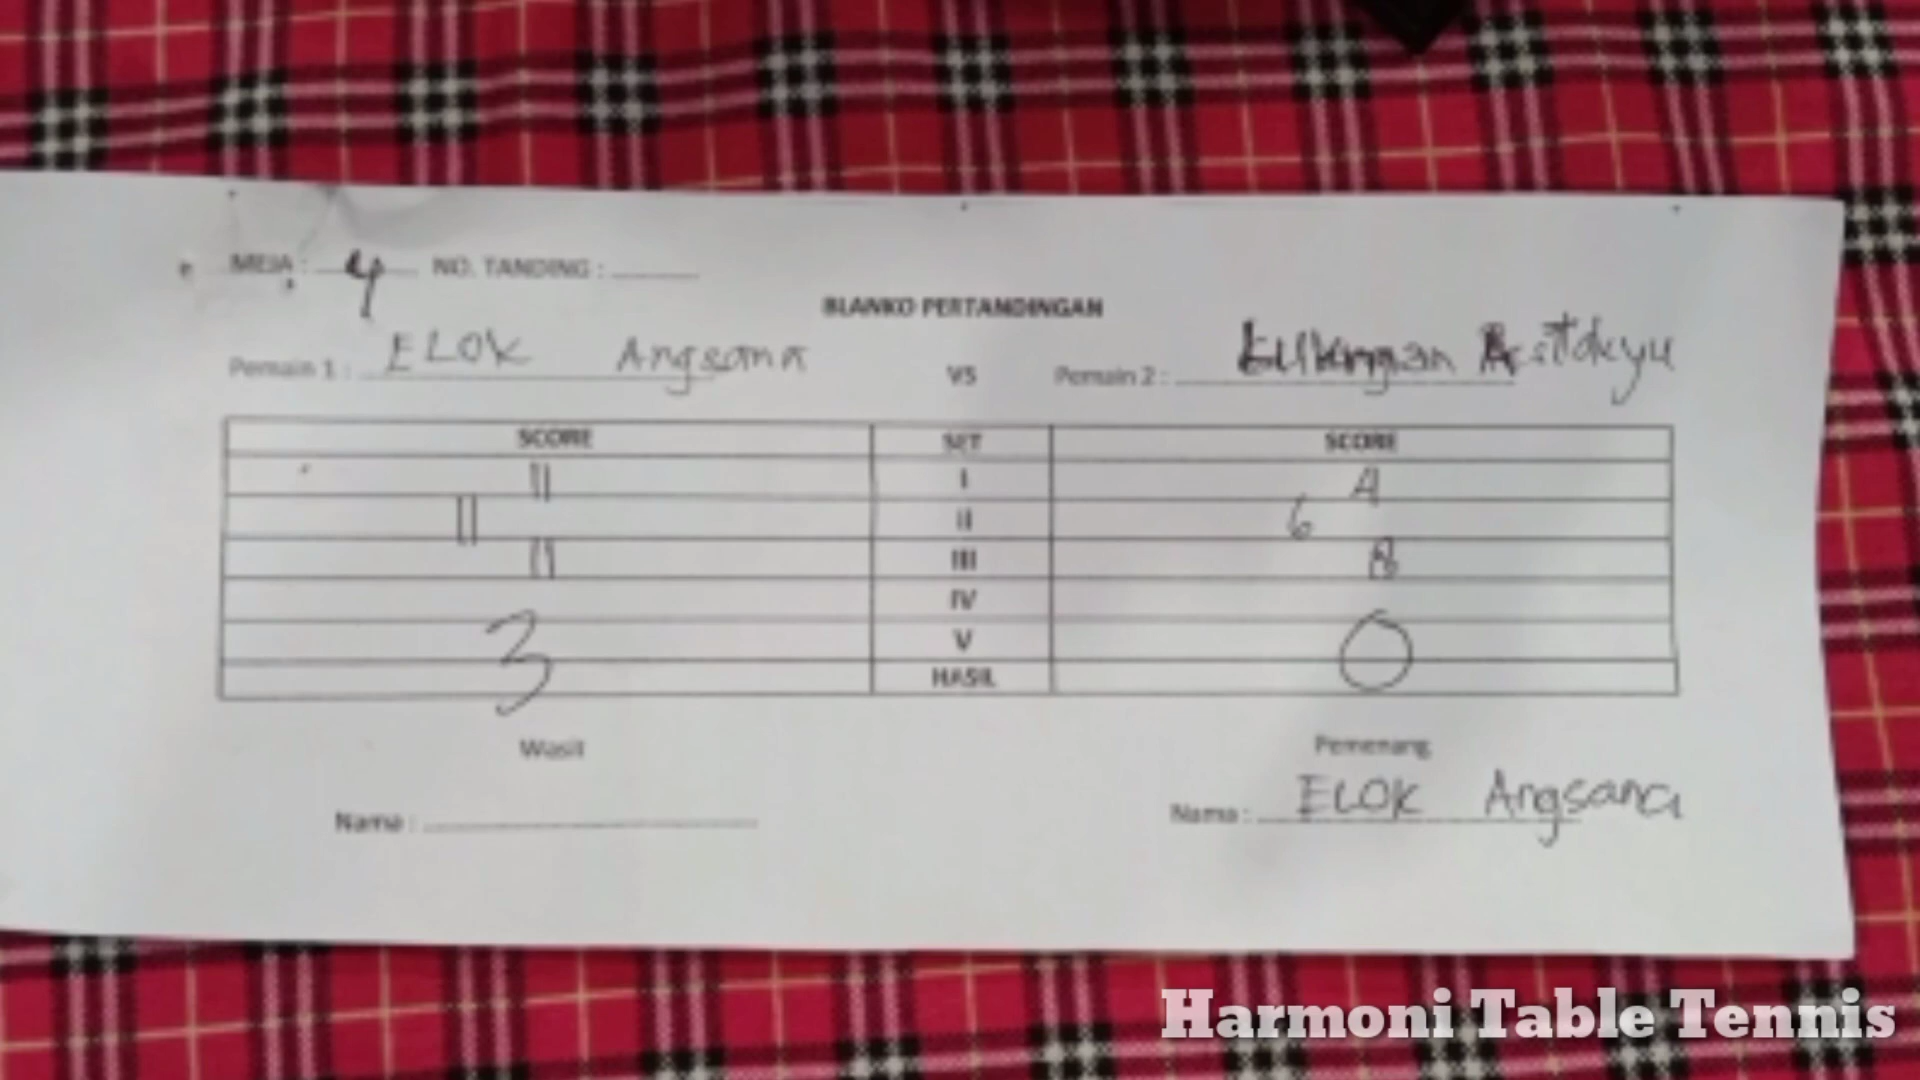 MEJA : 4 NO. TANDING :
BLANKO PERTANDINGAN
Pemain 1 : ELOK Angsana VS Pemain 2 :
SCORE SET SCORE
11 I 4
11 II 6
11 III 8
IV
V
3 HASIL 0
Wasit Pemenang
Nama : Nama : ELOK Angsana
Harmoni Table Tennis